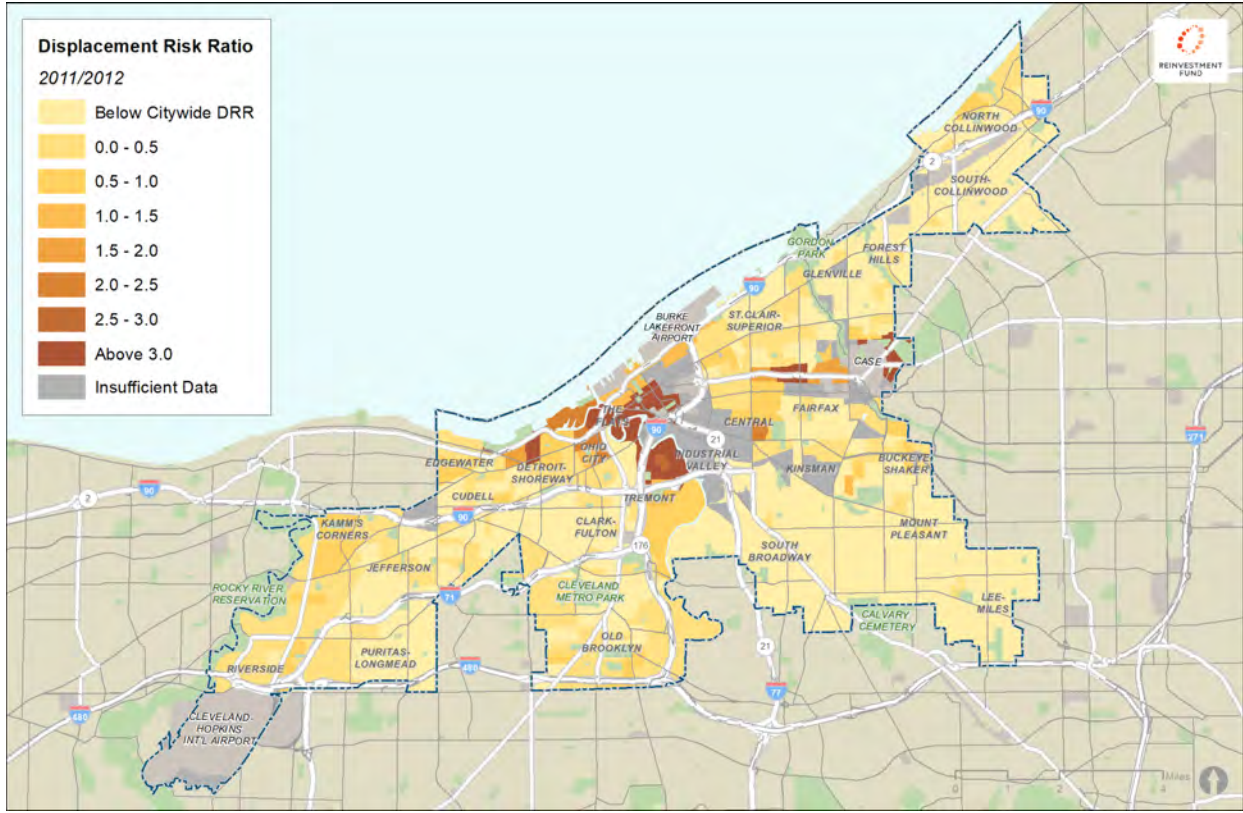 Displacement Risk Ratio
2011/2012
Below Citywide DRR
0.0 - 0.5
0.5 - 1.0
1.0 - 1.5
1.5 - 2.0
2.0 - 2.5
2.5 - 3.0
Above 3.0
Insufficient Data
REINVESTMENT
FUND
NORTH
COLLINWOOD
90
2
SOUTH-
COLLINWOOD
GORDON
PARK
FOREST
HILLS
GLENVILLE
90
BURKE
LAKEFRONT
AIRPORT
ST.CLAIR-
SUPERIOR
CASE
THE
FLATS
90
FAIRFAX
CENTRAL
21
271
OHIO
CITY
INDUSTRIAL
VALLEY
EDGEWATER
DETROIT-
SHOREWAY
KINSMAN
BUCKEYE-
SHAKER
2
90
CUDELL
TREMONT
90
KAMM'S
CORNERS
CLARK-
FULTON
MOUNT
PLEASANT
176
SOUTH
BROADWAY
JEFFERSON
ROCKY RIVER
RESERVATION
71
CLEVELAND
METRO PARK
LEE-
MILES
CALVARY
CEMETERY
OLD
BROOKLYN
21
PURITAS-
LONGMEAD
RIVERSIDE
480
77
480
CLEVELAND-
HOPKINS
INT'L AIRPORT
Miles
0 1 2 4